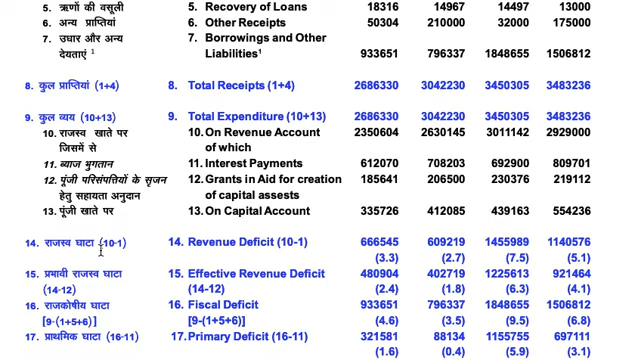 5. ऋणों की वसूली 5. Recovery of Loans 18316 14967 14497 13000
6. अन्य प्राप्तियां 6. Other Receipts 50304 210000 32000 175000
7. उधार और अन्य 7. Borrowings and Other
देयताएं ¹ Liabilities¹ 933651 796337 1848655 1506812
8. कुल प्राप्तियां (1+4) 8. Total Receipts (1+4) 2686330 3042230 3450305 3483236
9. कुल व्यय (10+13) 9. Total Expenditure (10+13) 2686330 3042230 3450305 3483236
10. राजस्व खाते पर 10. On Revenue Account 2350604 2630145 3011142 2929000
जिसमें से of which
11. ब्याज भुगतान 11. Interest Payments 612070 708203 692900 809701
12. पूंजी परिसंपत्तियों के सृजन 12. Grants in Aid for creation 185641 206500 230376 219112
हेतु सहायता अनुदान of capital assests
13. पूंजी खाते पर 13. On Capital Account 335726 412085 439163 554236
14. राजस्व घाटा (10-1) 14. Revenue Deficit (10-1) 666545 609219 1455989 1140576
(3.3) (2.7) (7.5) (5.1)
15. प्रभावी राजस्व घाटा 15. Effective Revenue Deficit 480904 402719 1225613 921464
(14-12) (14-12) (2.4) (1.8) (6.3) (4.1)
16. राजकोषीय घाटा 16. Fiscal Deficit 933651 796337 1848655 1506812
[9-(1+5+6)] [9-(1+5+6)] (4.6) (3.5) (9.5) (6.8)
17. प्राथमिक घाटा (16-11) 17. Primary Deficit (16-11) 321581 88134 1155755 697111
(1.6) (0.4) (5.9) (3.1)